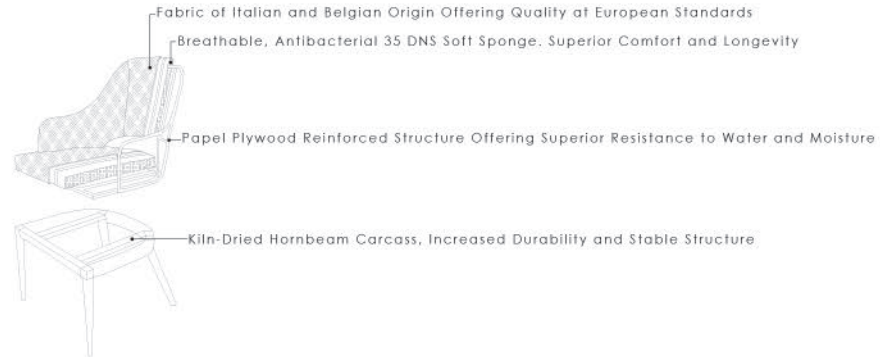 Fabric of Italian and Belgian Origin Offering Quality at European Standards
Breathable, Antibacterial 35 DNS Soft Sponge. Superior Comfort and Longevity
Papel Plywood Reinforced Structure Offering Superior Resistance to Water and Moisture
Kiln-Dried Hornbeam Carcass, Increased Durability and Stable Structure